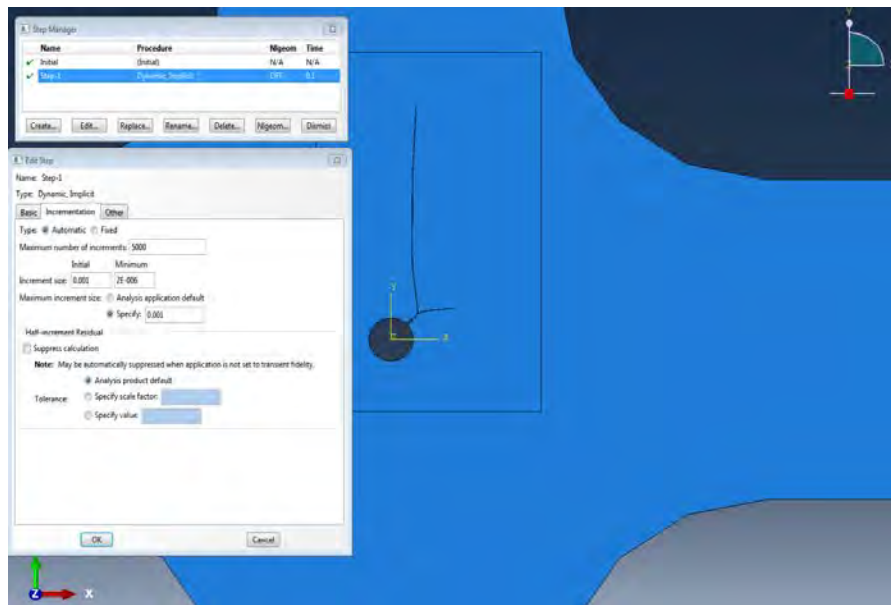 Step Manager
Name Procedure Nlgeom Time
Initial (Initial) N/A N/A
Step-1 Dynamic, Implicit OFF 0.1
Create... Edit... Replace... Rename... Delete... Nlgeom... Dismiss
Edit Step
Name: Step-1
Type: Dynamic, Implicit
Basic Incrementation Other
Type: Automatic Fixed
Maximum number of increments: 5000
Initial Minimum
Increment size: 0.001 2E-006
Maximum increment size: Analysis application default
Specify: 0.001
Half-increment Residual
Suppress calculation
Note: May be automatically suppressed when application is not set to transient fidelity.
Analysis product default
Tolerance: Specify scale factor:
Specify value:
OK Cancel
Y
X
Y
Z
Z X